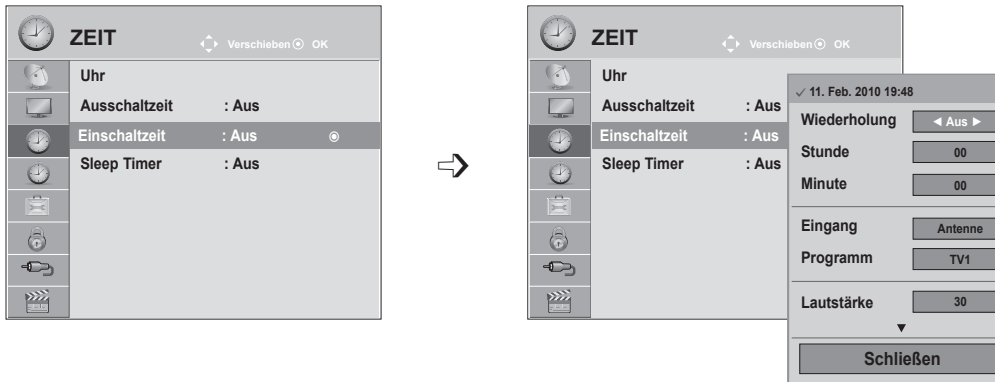 ZEIT
Verschieben OK
Uhr
Ausschaltzeit : Aus
Einschaltzeit : Aus
Sleep Timer : Aus
ZEIT
Verschieben OK
Uhr
Ausschaltzeit : Aus
Einschaltzeit : Aus
Sleep Timer : Aus
✓ 11. Feb. 2010 19:48
Wiederholung ◀ Aus ▶
Stunde 00
Minute 00
Eingang Antenne
Programm TV1
Lautstärke 30
▼
Schließen